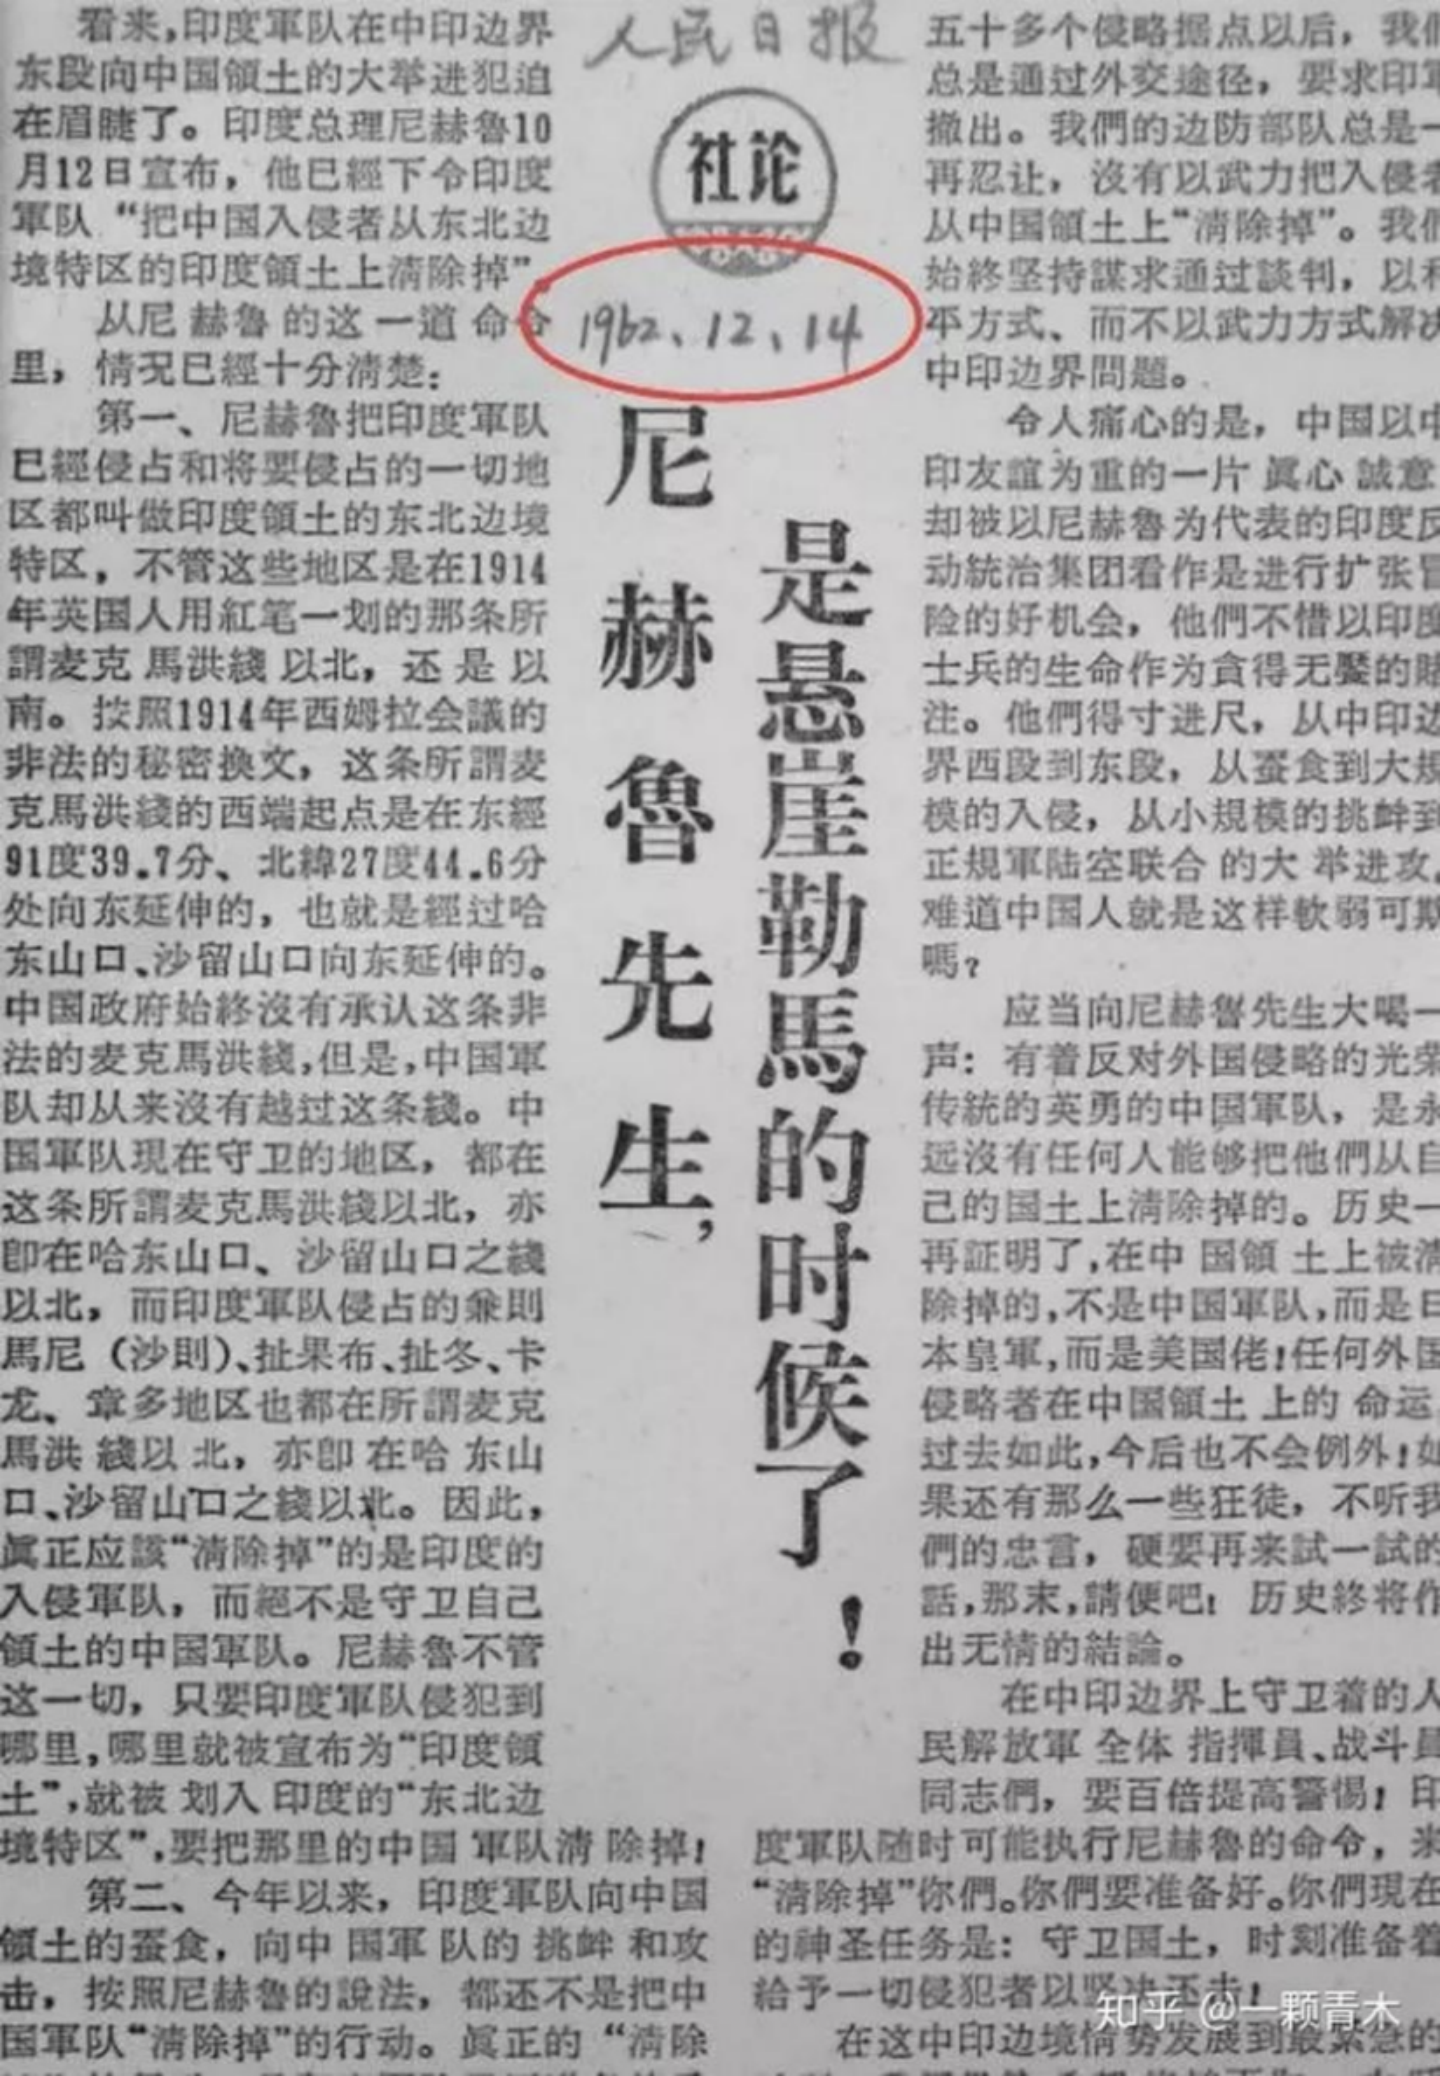 看来,印度軍队在中印边界
东段向中国領土的大举进犯迫
在眉睫了。印度总理尼赫魯10
月12日宣布，他已經下令印度
軍队“把中国入侵者从东北边
境特区的印度領土上淸除掉”。
从尼赫魯的这一道命令
里，情况已經十分淸楚：
第一、尼赫魯把印度軍队
已經侵占和将要侵占的一切地
区都叫做印度領土的东北边境
特区，不管这些地区是在1914
年英国人用紅笔一划的那条所
謂麦克馬洪綫以北，还是以
南。按照1914年西姆拉会議的
非法的秘密换文，这条所謂麦
克馬洪綫的西端起点是在东經
91度39.7分、北緯27度44.6分
处向东延伸的，也就是經过哈
东山口、沙留山口向东延伸的。
中国政府始終沒有承认这条非
法的麦克馬洪綫,但是,中国軍
队却从来沒有越过这条綫。中
国軍队現在守卫的地区，都在
这条所謂麦克馬洪綫以北，亦
卽在哈东山口、沙留山口之綫
以北，而印度軍队侵占的兼則
馬尼（沙則）、扯果布、扯冬、卡
龙、章多地区也都在所謂麦克
馬洪綫以北，亦卽在哈东山
口、沙留山口之綫以北。因此，
眞正应該“淸除掉”的是印度的
入侵軍队，而絕不是守卫自己
領土的中国軍队。尼赫魯不管
这一切，只要印度軍队侵犯到
哪里,哪里就被宣布为“印度領
土”,就被划入印度的“东北边
境特区”,要把那里的中国軍队淸除掉!
第二、今年以来，印度軍队向中国
領土的蚕食，向中国軍队的挑衅和攻
击，按照尼赫魯的說法，都还不是把中
国軍队“淸除掉”的行动。眞正的“淸除
人民日报
社论
1962、12、14
尼赫魯先生，
是悬崖勒馬的时候了！
五十多个侵略据点以后，我們
总是通过外交途径，要求印軍
撤出。我們的边防部队总是一
再忍让，沒有以武力把入侵者
从中国領土上“淸除掉”。我們
始終坚持謀求通过談判，以和
平方式、而不以武力方式解决
中印边界問題。
令人痛心的是，中国以中
印友誼为重的一片眞心誠意
却被以尼赫魯为代表的印度反
动統治集团看作是进行扩张冒
险的好机会，他們不惜以印度
士兵的生命作为貪得无饜的賭
注。他們得寸进尺，从中印边
界西段到东段，从蚕食到大規
模的入侵，从小規模的挑衅到
正規軍陆空联合的大举进攻。
难道中国人就是这样軟弱可欺
嗎？
应当向尼赫魯先生大喝一
声：有着反对外国侵略的光荣
传統的英勇的中国軍队，是永
远沒有任何人能够把他們从自
己的国土上淸除掉的。历史一
再証明了,在中国領土上被淸
除掉的,不是中国軍队,而是日
本皇軍,而是美国佬!任何外国
侵略者在中国領土上的命运，
过去如此,今后也不会例外!如
果还有那么一些狂徒，不听我
們的忠言，硬要再来試一試的
話,那末,請便吧! 历史終将作
出无情的結論。
在中印边界上守卫着的人
民解放軍全体指揮員、战斗員
同志們，要百倍提高警惕！印
度軍队随时可能执行尼赫魯的命令，来
“淸除掉”你們。你們要准备好。你們現在
的神圣任务是：守卫国土，时刻准备着
給予一切侵犯者以坚决还击！
在这中印边境情势发展到最紧急的
知乎 @一颗青木